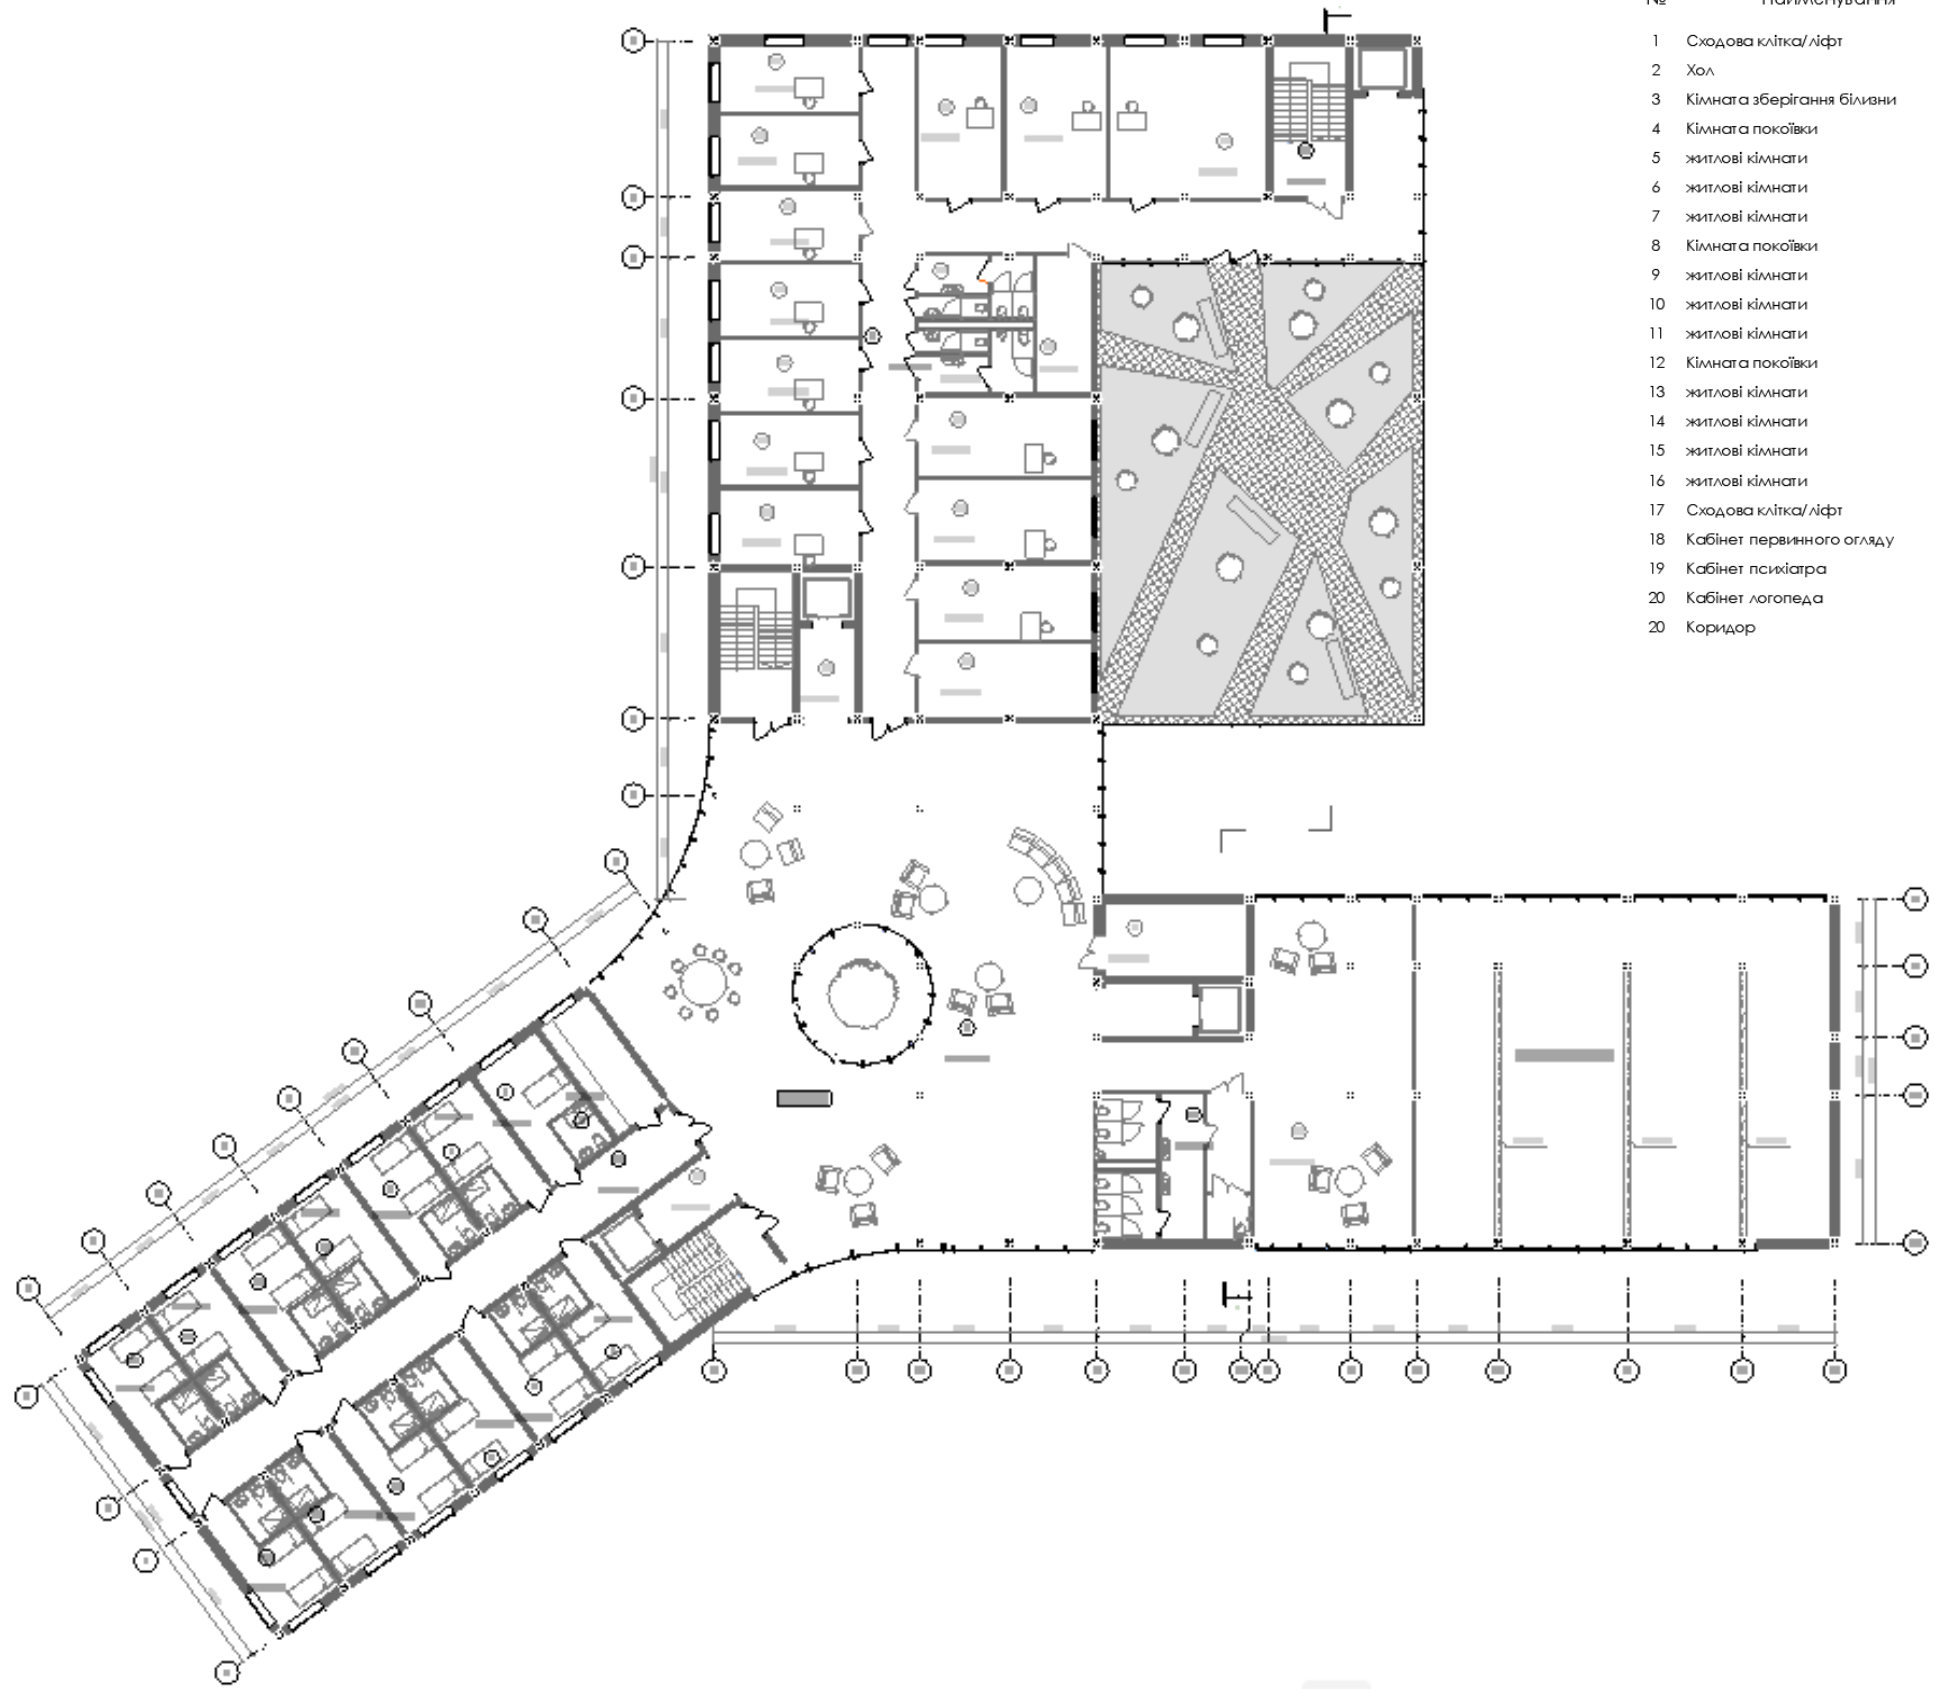 № Найменування
1 Сходова клітка/ліфт
2 Хол
3 Кімната зберігання білизни
4 Кімната покоївки
5 житлові кімнати
6 житлові кімнати
7 житлові кімнати
8 Кімната покоївки
9 житлові кімнати
10 житлові кімнати
11 житлові кімнати
12 Кімната покоївки
13 житлові кімнати
14 житлові кімнати
15 житлові кімнати
16 житлові кімнати
17 Сходова клітка/ліфт
18 Кабінет первинного огляду
19 Кабінет психіатра
20 Кабінет логопеда
20 Коридор